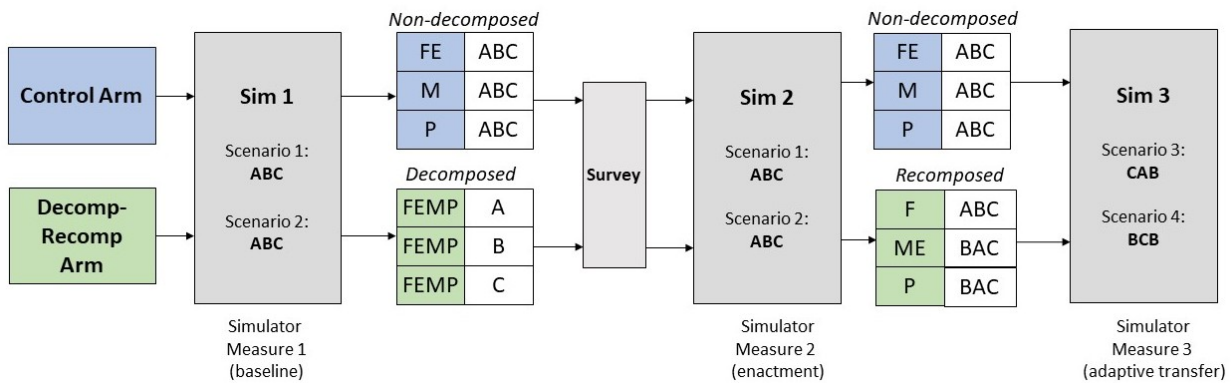 Control Arm
Decomp-
Recomp
Arm
Sim 1
Scenario 1:
ABC
Scenario 2:
ABC
Simulator
Measure 1
(baseline)
Non-decomposed
FE ABC
M ABC
P ABC
Decomposed
FEMP A
FEMP B
FEMP C
Survey
Sim 2
Scenario 1:
ABC
Scenario 2:
ABC
Simulator
Measure 2
(enactment)
Non-decomposed
FE ABC
M ABC
P ABC
Recomposed
F ABC
ME BAC
P BAC
Sim 3
Scenario 3:
CAB
Scenario 4:
BCB
Simulator
Measure 3
(adaptive transfer)